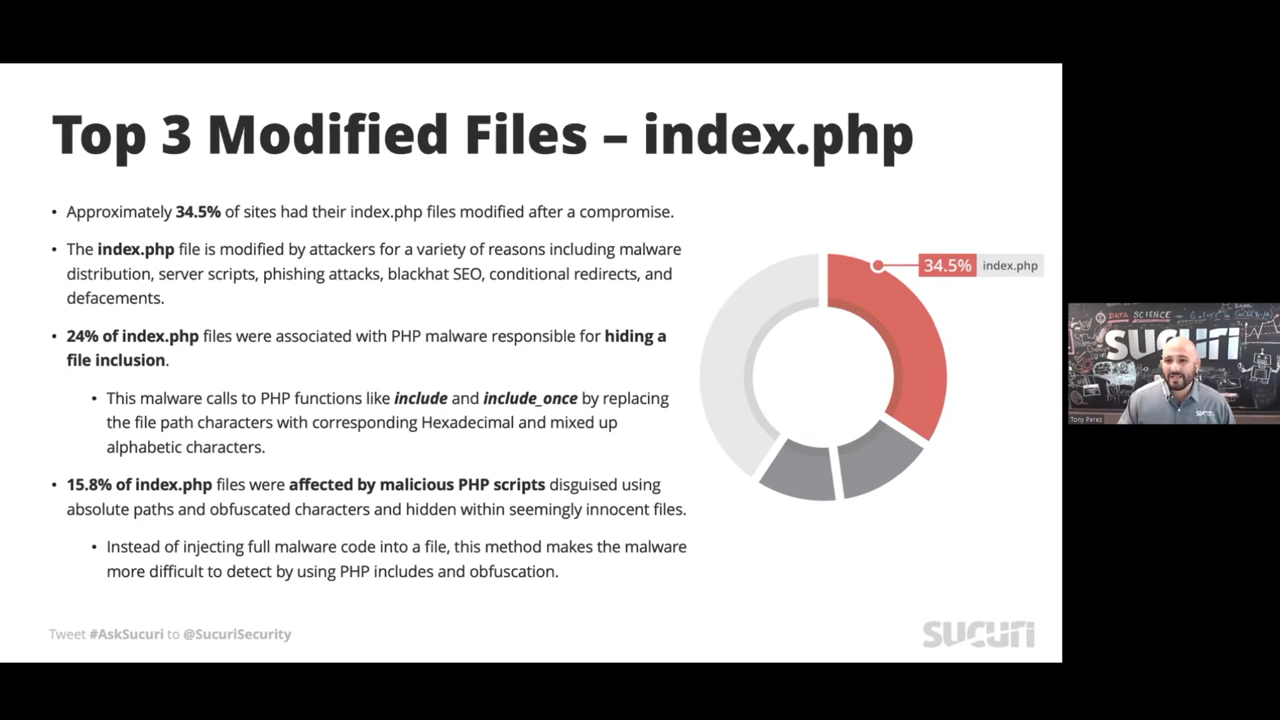 Top 3 Modified Files – index.php
• Approximately 34.5% of sites had their index.php files modified after a compromise.
• The index.php file is modified by attackers for a variety of reasons including malware
distribution, server scripts, phishing attacks, blackhat SEO, conditional redirects, and
defacements.
• 24% of index.php files were associated with PHP malware responsible for hiding a
file inclusion.
• This malware calls to PHP functions like include and include_once by replacing
the file path characters with corresponding Hexadecimal and mixed up
alphabetic characters.
• 15.8% of index.php files were affected by malicious PHP scripts disguised using
absolute paths and obfuscated characters and hidden within seemingly innocent files.
• Instead of injecting full malware code into a file, this method makes the malware
more difficult to detect by using PHP includes and obfuscation.
34.5% index.php
Tweet #AskSucuri to @SucuriSecurity
SUCURI
DATA SCIENCE
SUCURI
Tony Perez